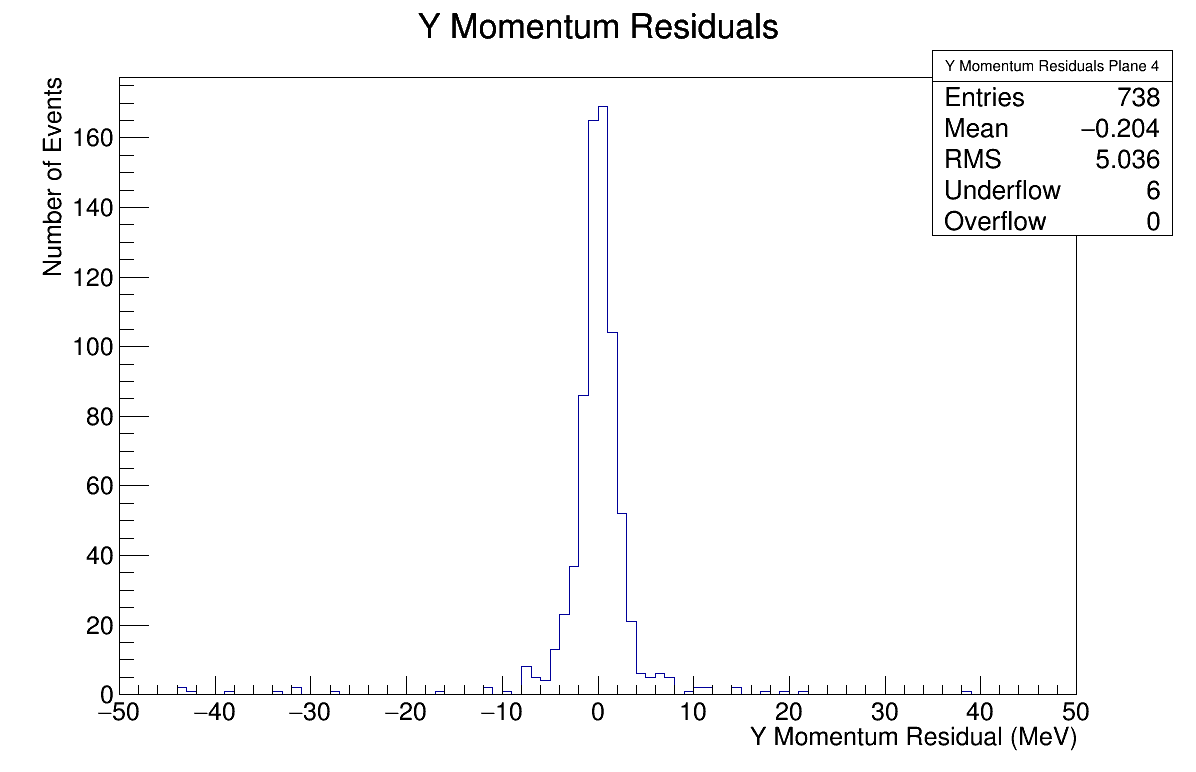 Y Momentum Residuals
Y Momentum Residuals Plane 4
Entries 738
Mean −0.204
RMS 5.036
Underflow 6
Overflow 0
Number of Events
160
140
120
100
80
60
40
20
0
−50 −40 −30 −20 −10 0 10 20 30 40 50
Y Momentum Residual (MeV)